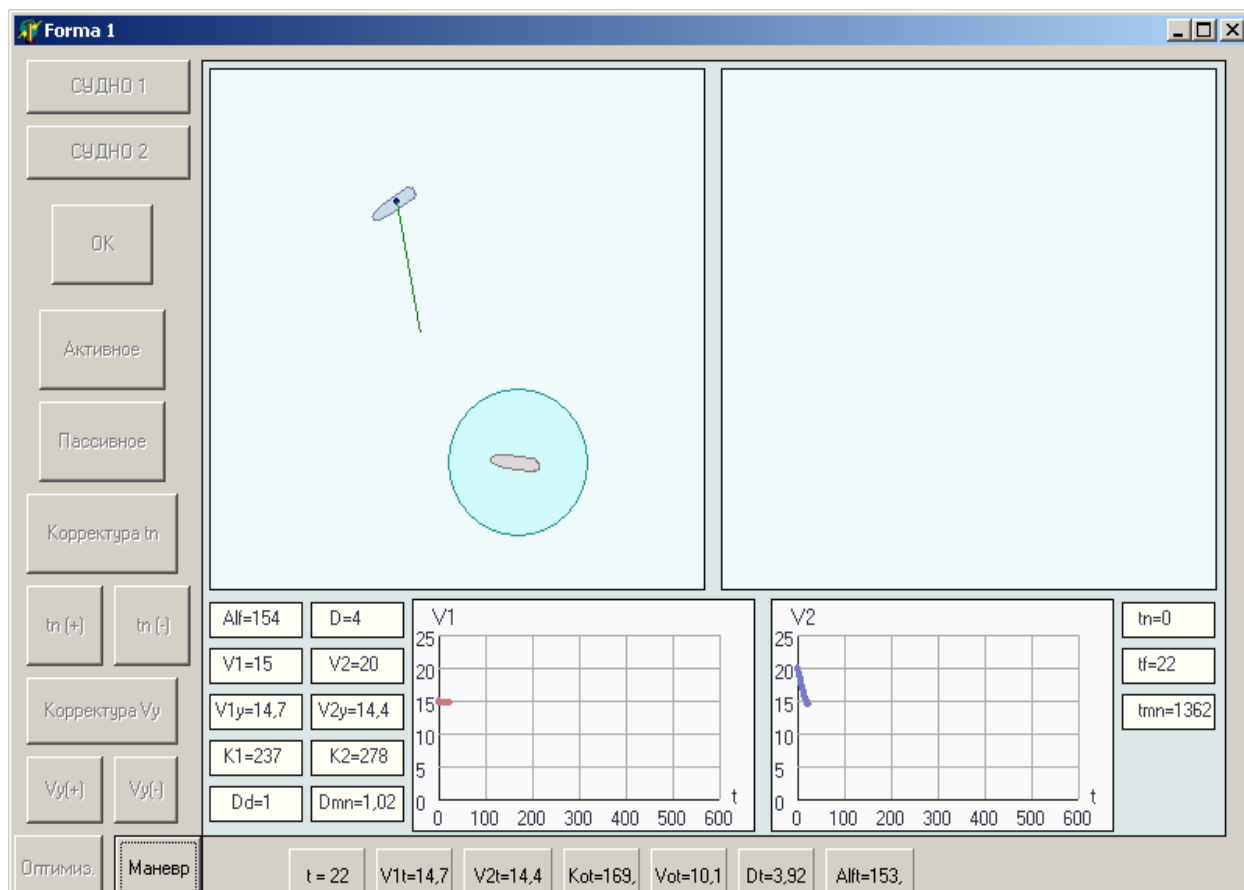 Forma 1
СУДНО 1
СУДНО 2
OK
Активное
Пассивное
Корректура tn
tn (+) tn (-)
Корректура Vy
Vy(+) Vy(-)
Оптимиз. Маневр
Alf=154 D=4
V1=15 V2=20
V1y=14,7 V2y=14,4
K1=237 K2=278
Dd=1 Dmn=1,02
V1
25
20
15
10
5
0
0 100 200 300 400 500 600
t
V2
25
20
15
10
5
0
0 100 200 300 400 500 600
t
tn=0
tf=22
tmn=1362
t = 22 V1t=14,7 V2t=14,4 Kot=169, Vot=10,1 Dt=3,92 Alft=153,